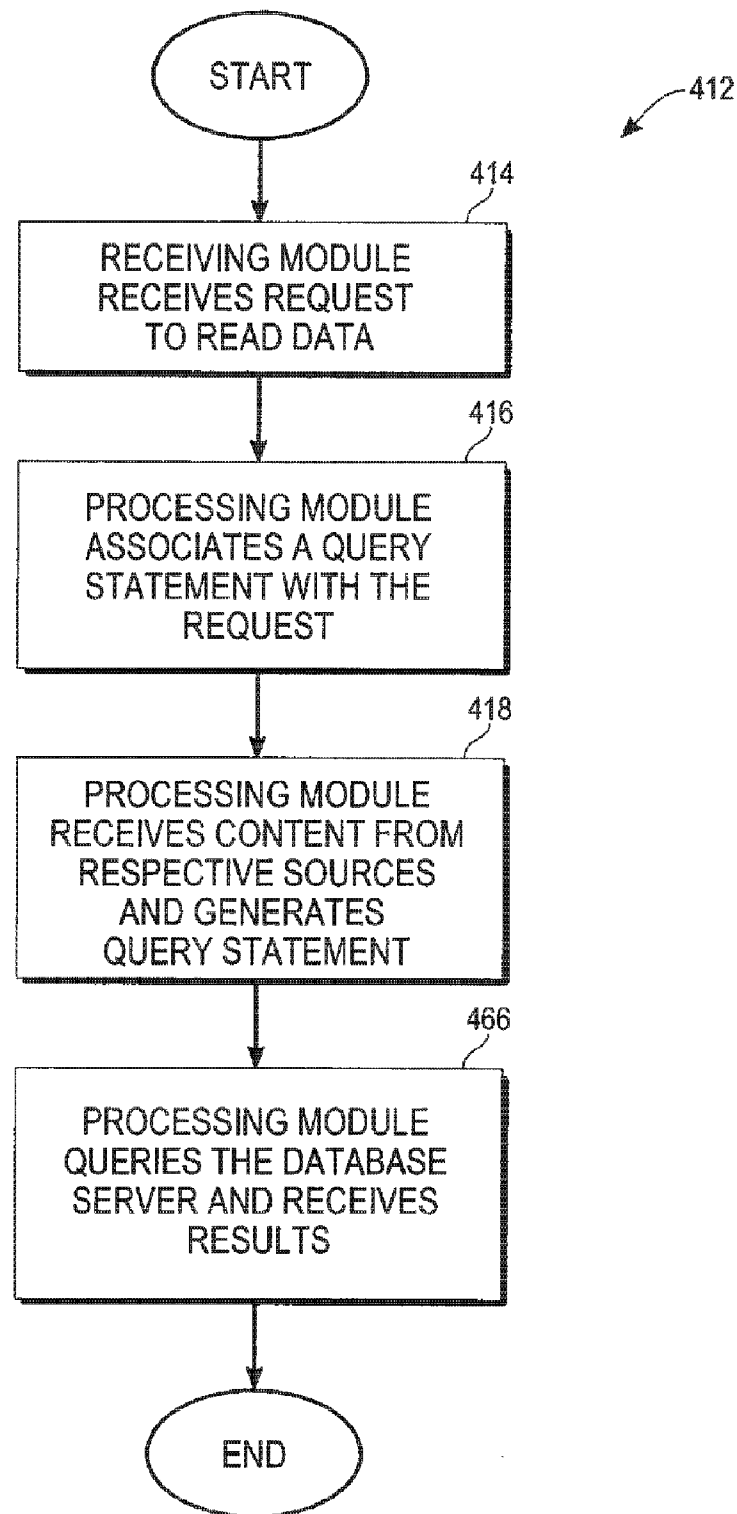 START
412
414
RECEIVING MODULE
RECEIVES REQUEST
TO READ DATA
416
PROCESSING MODULE
ASSOCIATES A QUERY
STATEMENT WITH THE
REQUEST
418
PROCESSING MODULE
RECEIVES CONTENT FROM
RESPECTIVE SOURCES
AND GENERATES
QUERY STATEMENT
466
PROCESSING MODULE
QUERIES THE DATABASE
SERVER AND RECEIVES
RESULTS
END